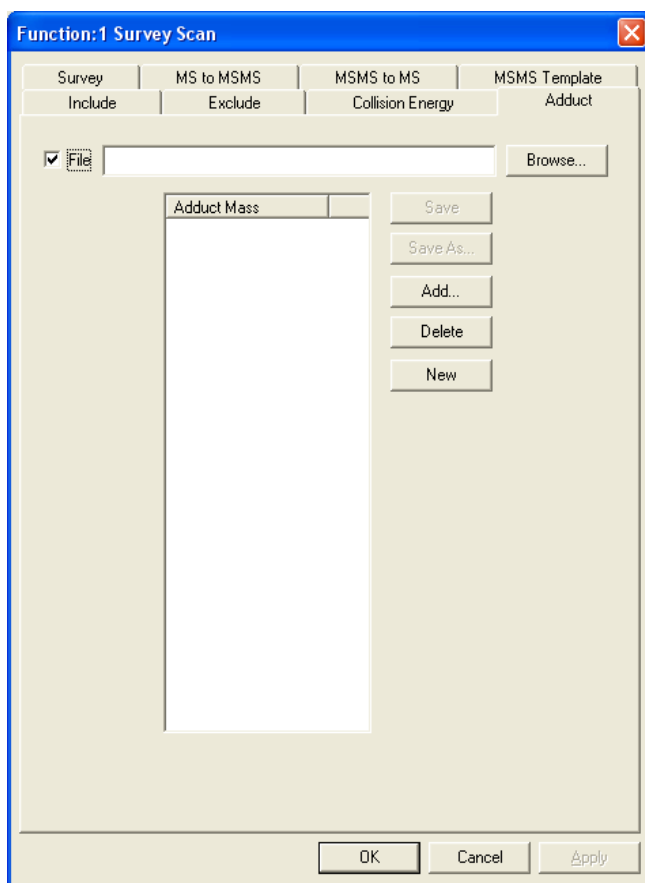 Function:1 Survey Scan
Survey MS to MSMS MSMS to MS MSMS Template
Include Exclude Collision Energy Adduct
File Browse...
Adduct Mass Save
Save As...
Add...
Delete
New
OK Cancel Apply